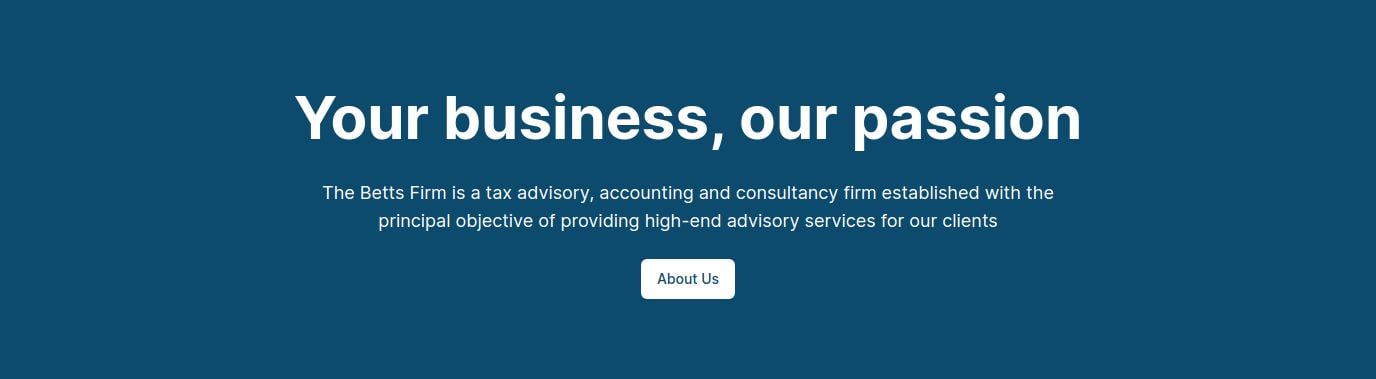 Your business, our passion
The Betts Firm is a tax advisory, accounting and consultancy firm established with the
principal objective of providing high-end advisory services for our clients
About Us